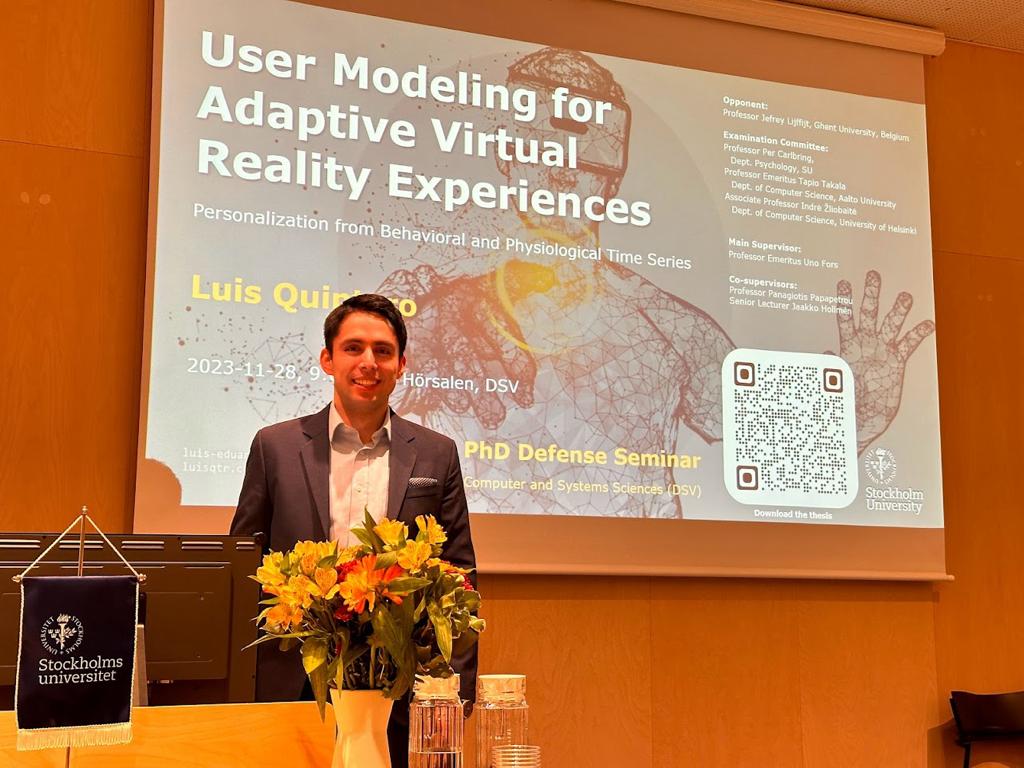 User Modeling for
Adaptive Virtual
Reality Experiences
Personalization from Behavioral and Physiological Time Series
Luis
2023-11-28, Hörsalen, DSV
PhD Defense Seminar
Computer and Systems Sciences (DSV)
Opponent:
Professor Jefrey Lijffijt, Ghent University, Belgium
Examination Committee:
Professor Per Carlbring,
Dept. Psychology, SU
Professor Emeritus Tapio Takala
Dept. of Computer Science, Aalto University
Associate Professor Indrė Žliobaitė
Dept. of Computer Science, University of Helsinki
Main Supervisor:
Professor Emeritus Uno Fors
Co-supervisors:
Professor Panagiotis Papapetrou
Senior Lecturer Jaakko Hollmén
Download the thesis
Stockholm
University
Stockholms
universitet